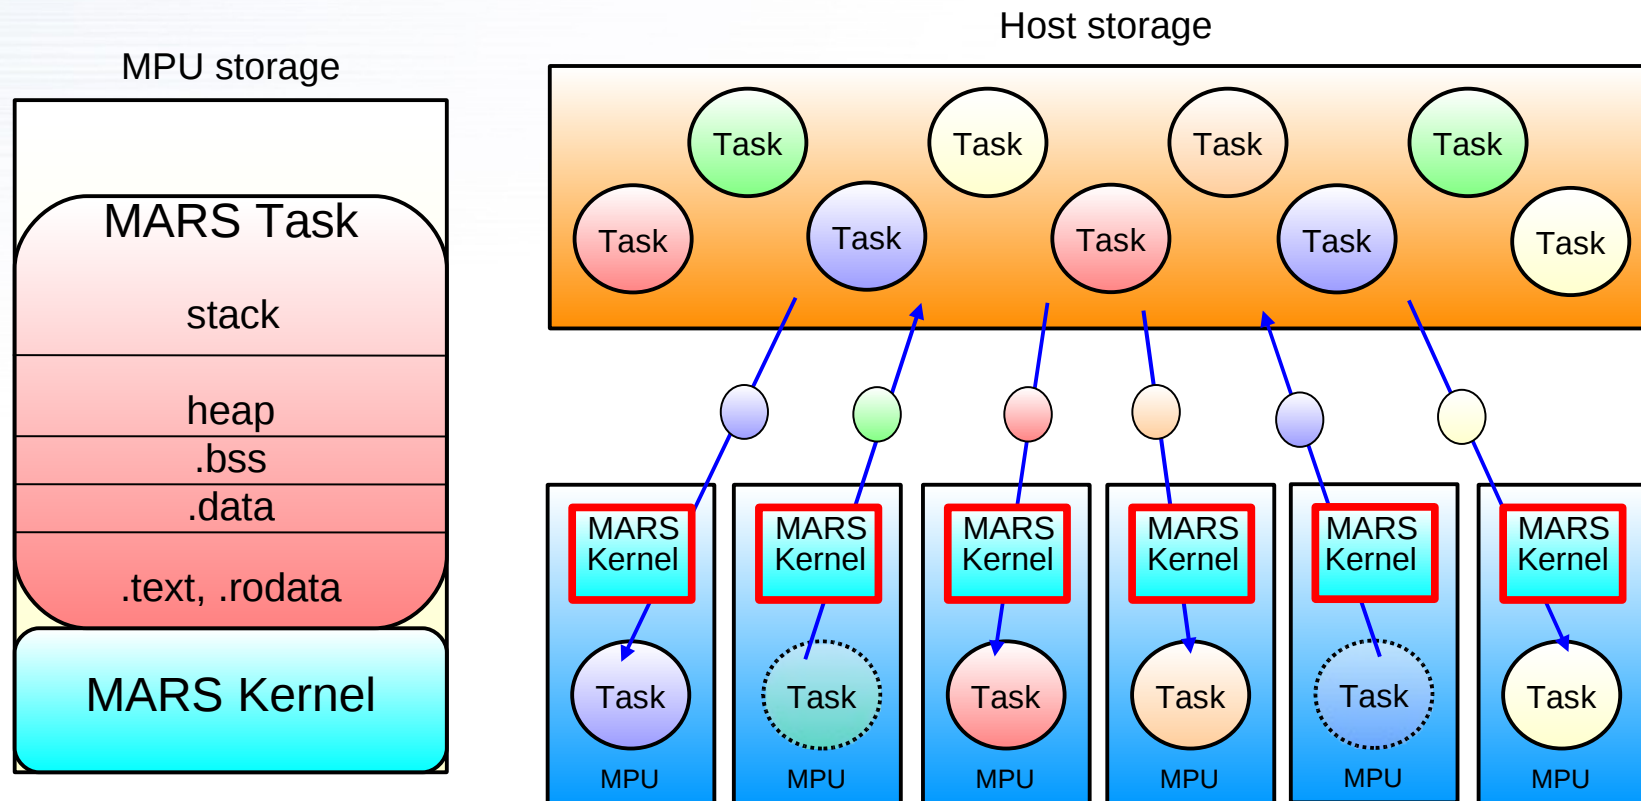 MPU storage
MARS Task
stack
heap
.bss
.data
.text, .rodata
MARS Kernel
Host storage
Task
Task
Task
Task
Task
Task
Task
Task
Task
MARS
Kernel
Task
MPU
MARS
Kernel
Task
MPU
MARS
Kernel
Task
MPU
MARS
Kernel
Task
MPU
MARS
Kernel
Task
MPU
MARS
Kernel
Task
MPU